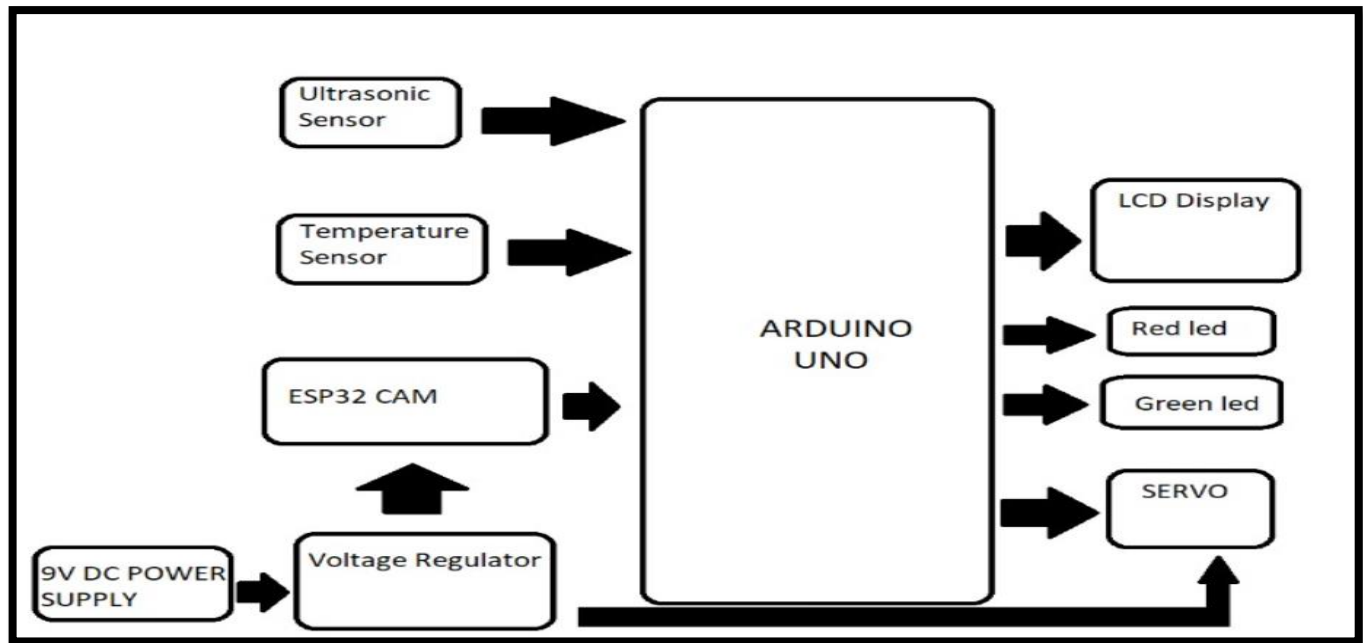 Ultrasonic
Sensor
Temperature
Sensor
ESP32 CAM
9V DC POWER
SUPPLY
Voltage Regulator
ARDUINO
UNO
LCD Display
Red led
Green led
SERVO